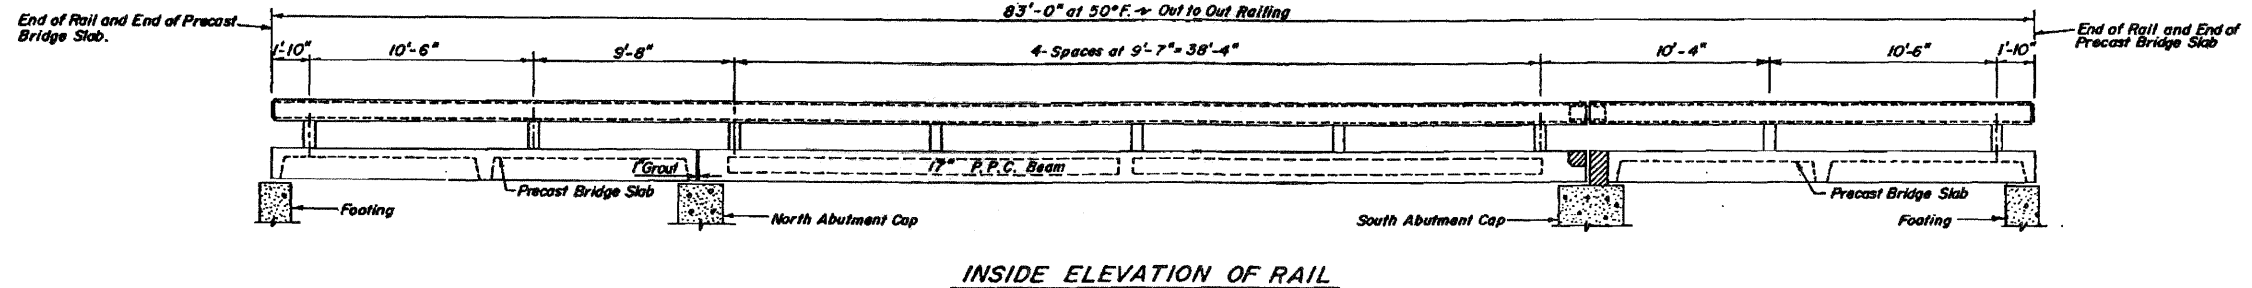 83'-0" at 50°F. ~ Out to Out Railing
End of Rail and End of Precast
Bridge Slab.
End of Rail and End of
Precast Bridge Slab
1'-10" 10'-6" 9'-8" 4-Spaces at 9'-7" = 38'-4" 10'-4" 10'-6" 1'-10"
1" Grout 17" P.P.C. Beam
Precast Bridge Slab Precast Bridge Slab
Footing North Abutment Cap South Abutment Cap Footing
INSIDE ELEVATION OF RAIL